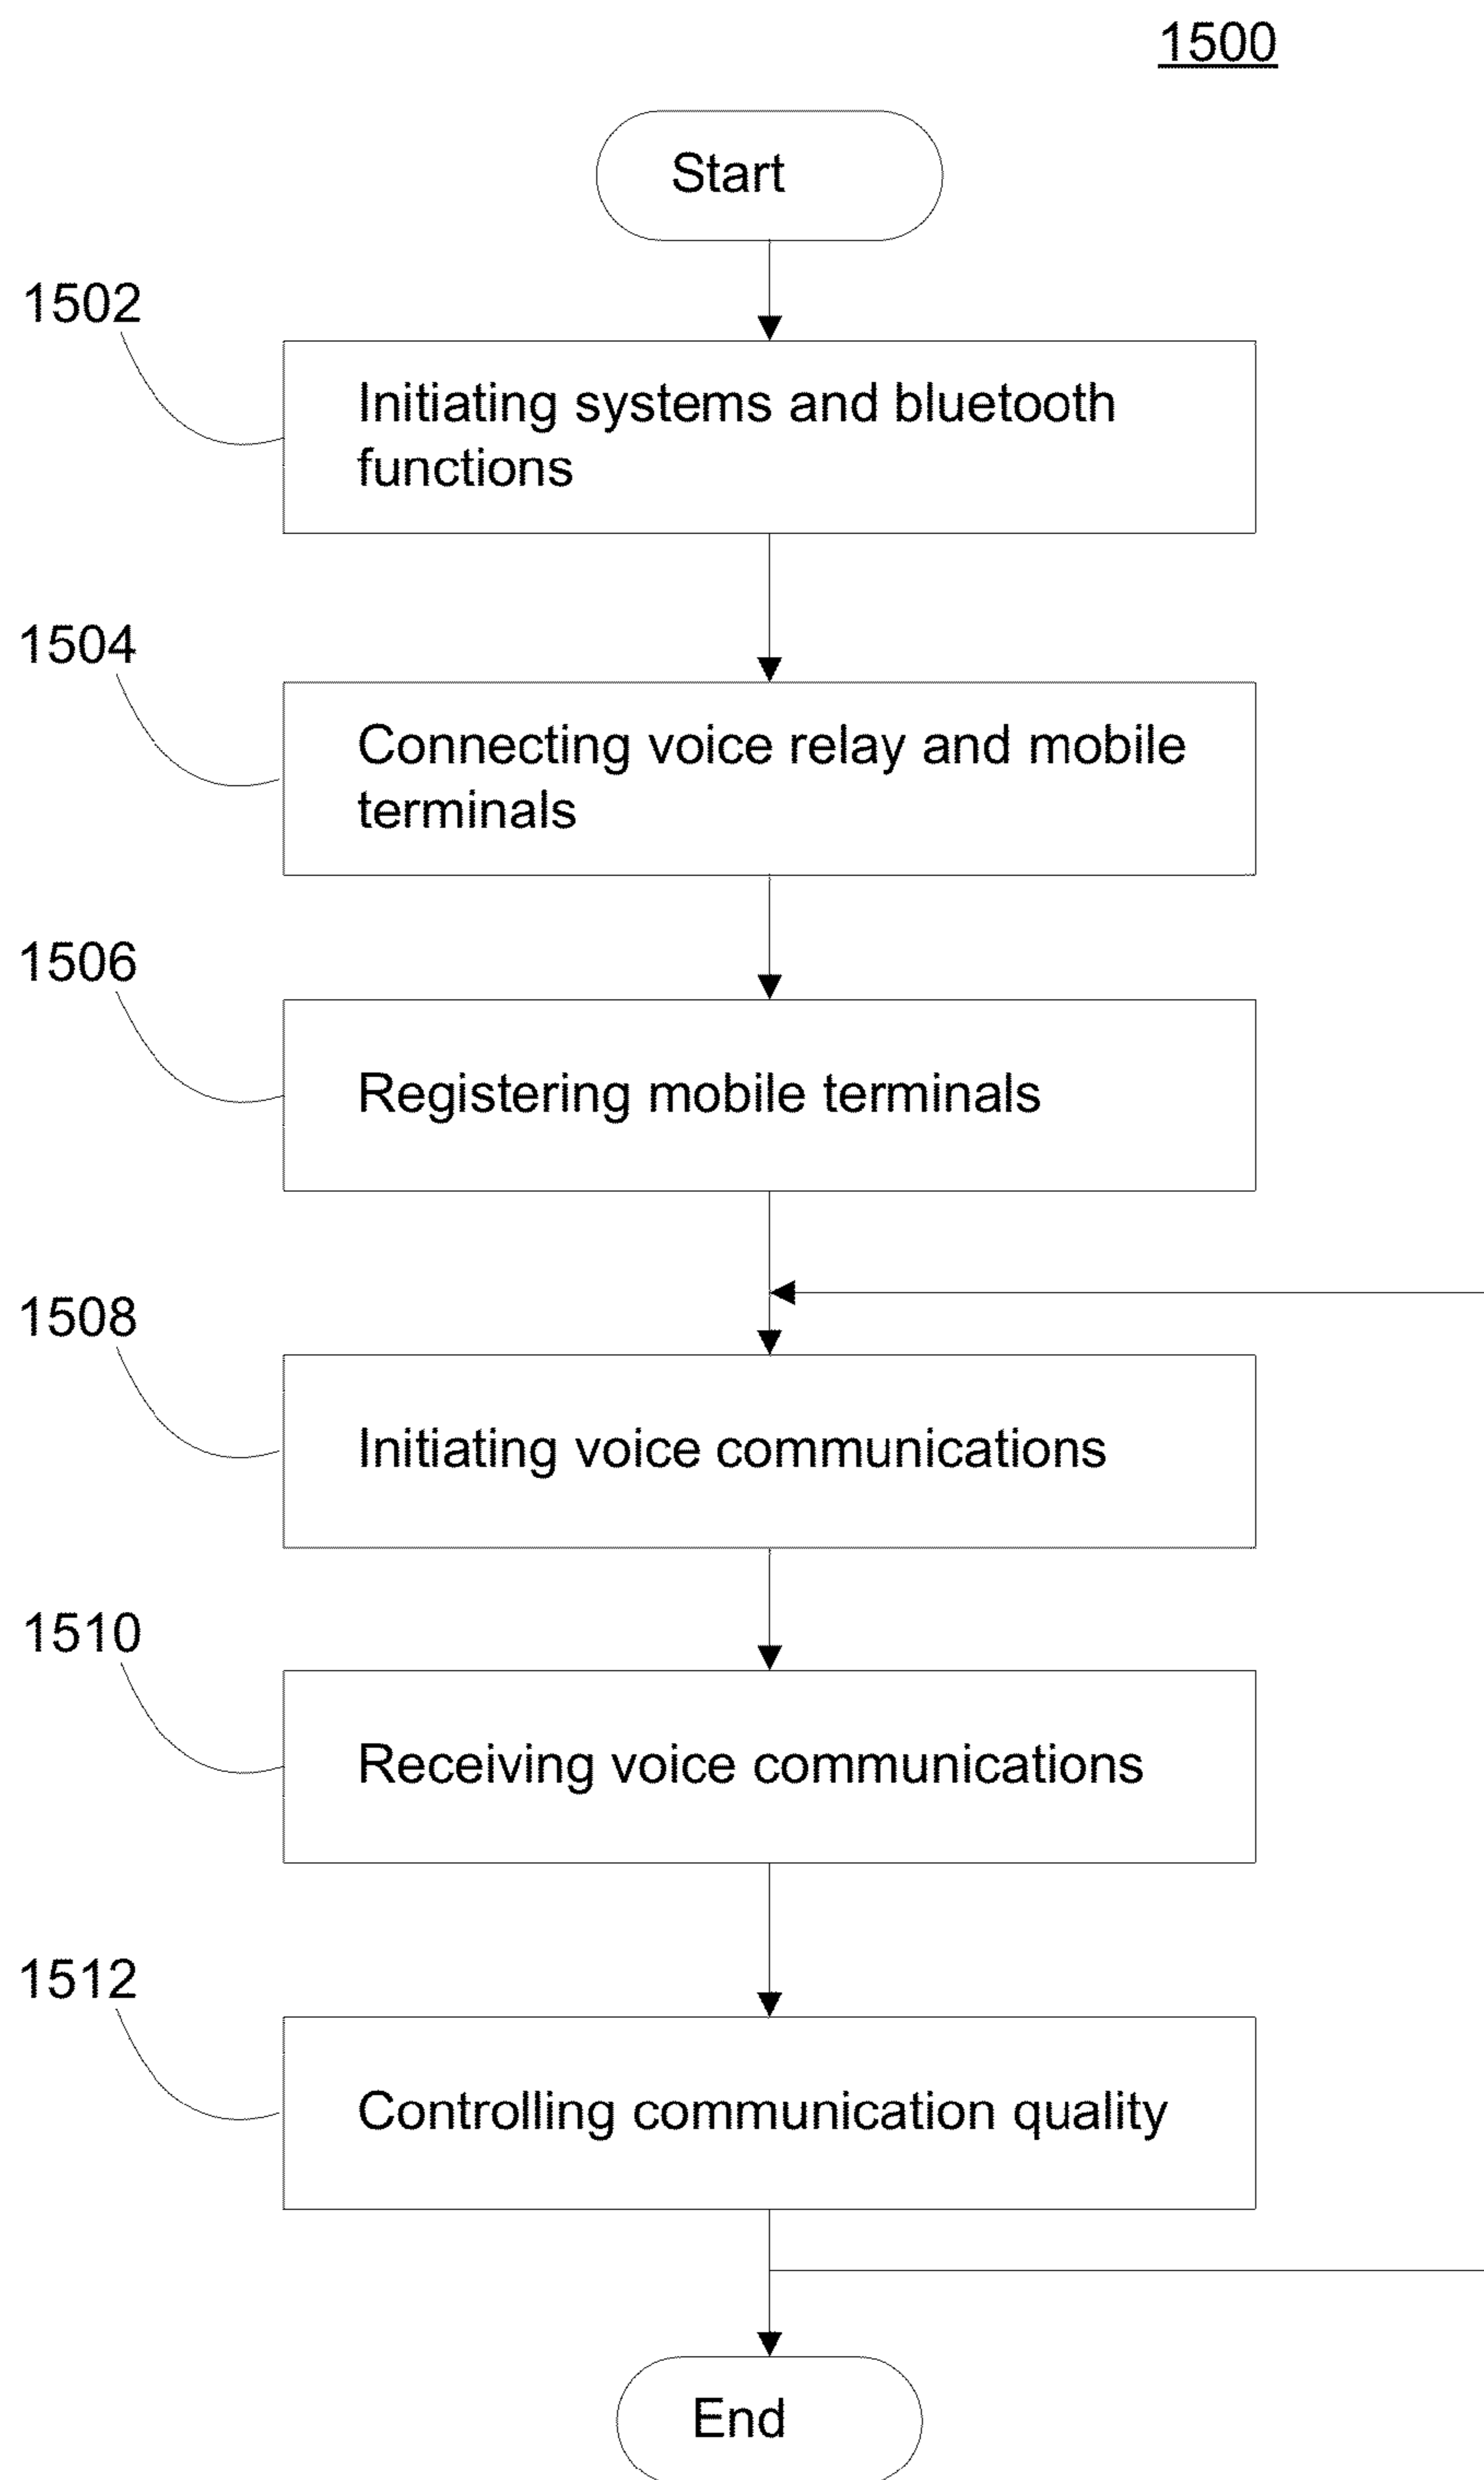 1500
Start
1502
Initiating systems and bluetooth
functions
1504
Connecting voice relay and mobile
terminals
1506
Registering mobile terminals
1508
Initiating voice communications
1510
Receiving voice communications
1512
Controlling communication quality
End